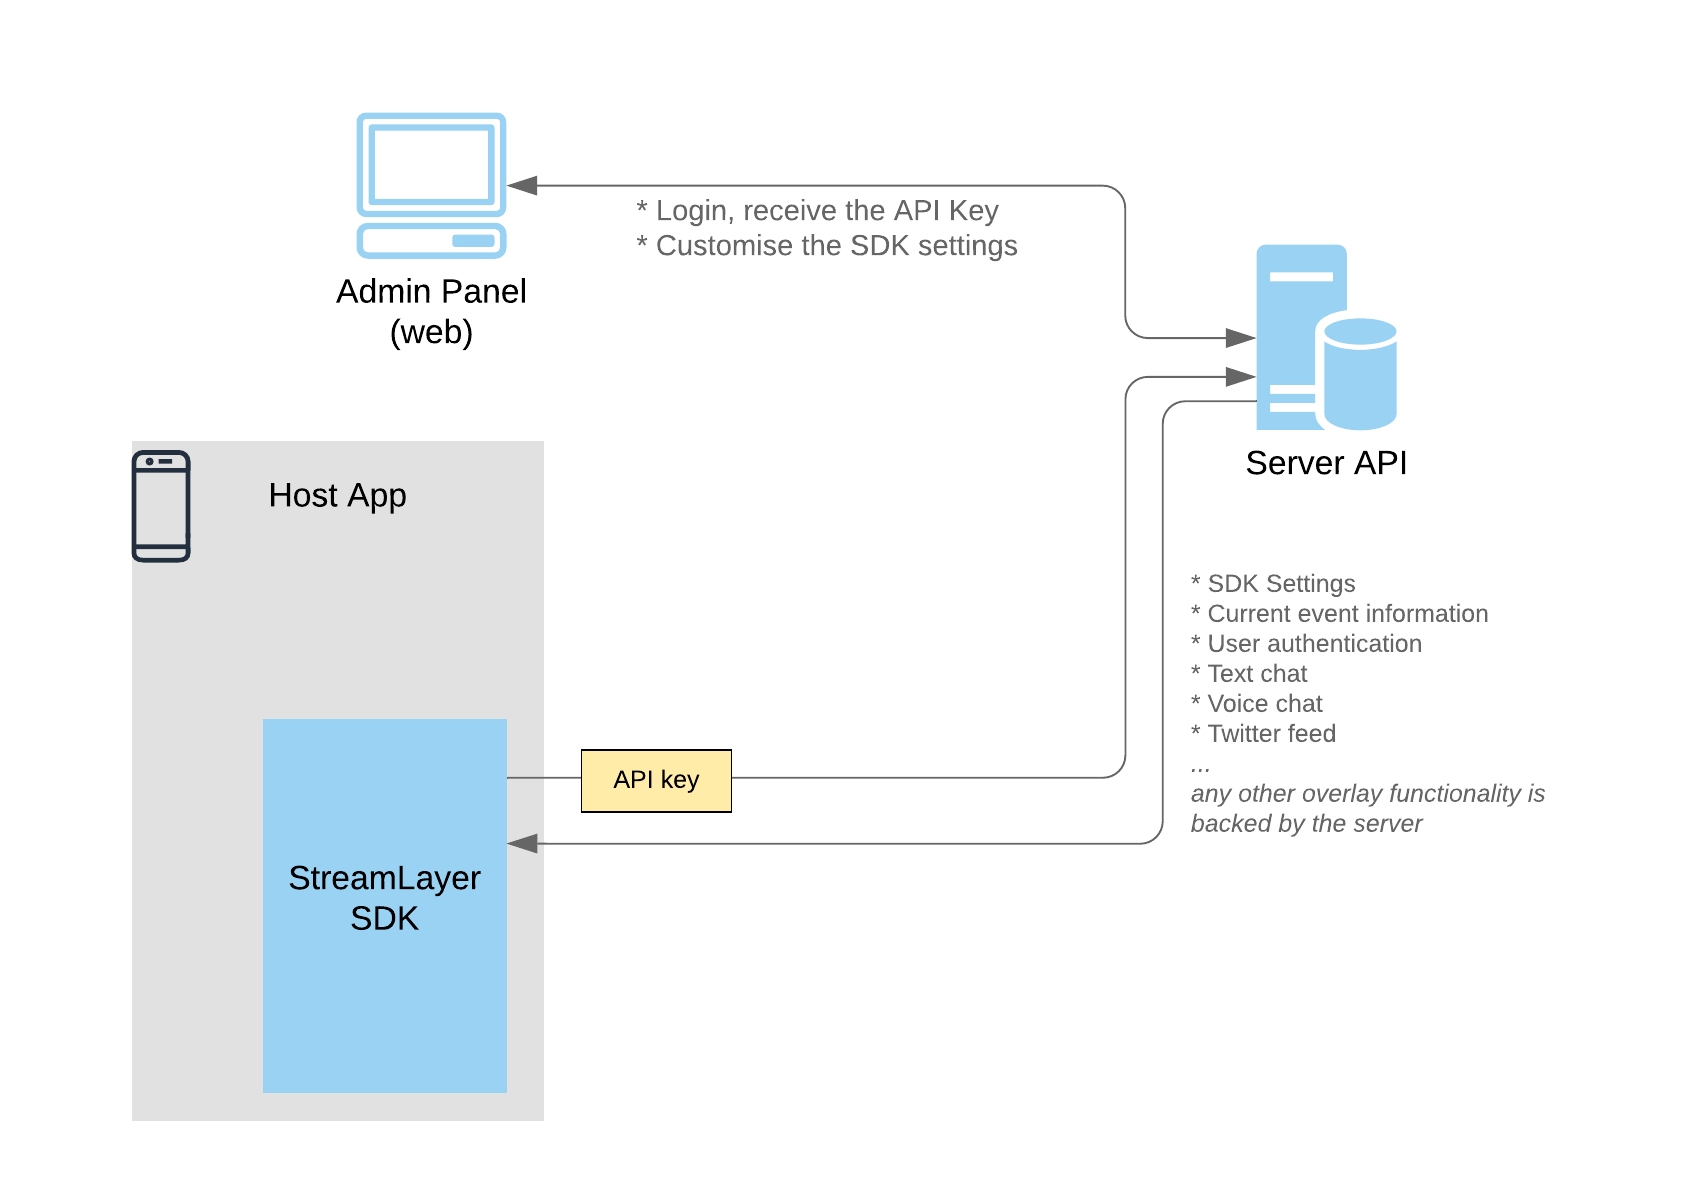 * Login, receive the API Key
* Customise the SDK settings
Admin Panel
(web)
Server API
Host App
* SDK Settings
* Current event information
* User authentication
* Text chat
* Voice chat
* Twitter feed
...
any other overlay functionality is
backed by the server
API key
StreamLayer
SDK